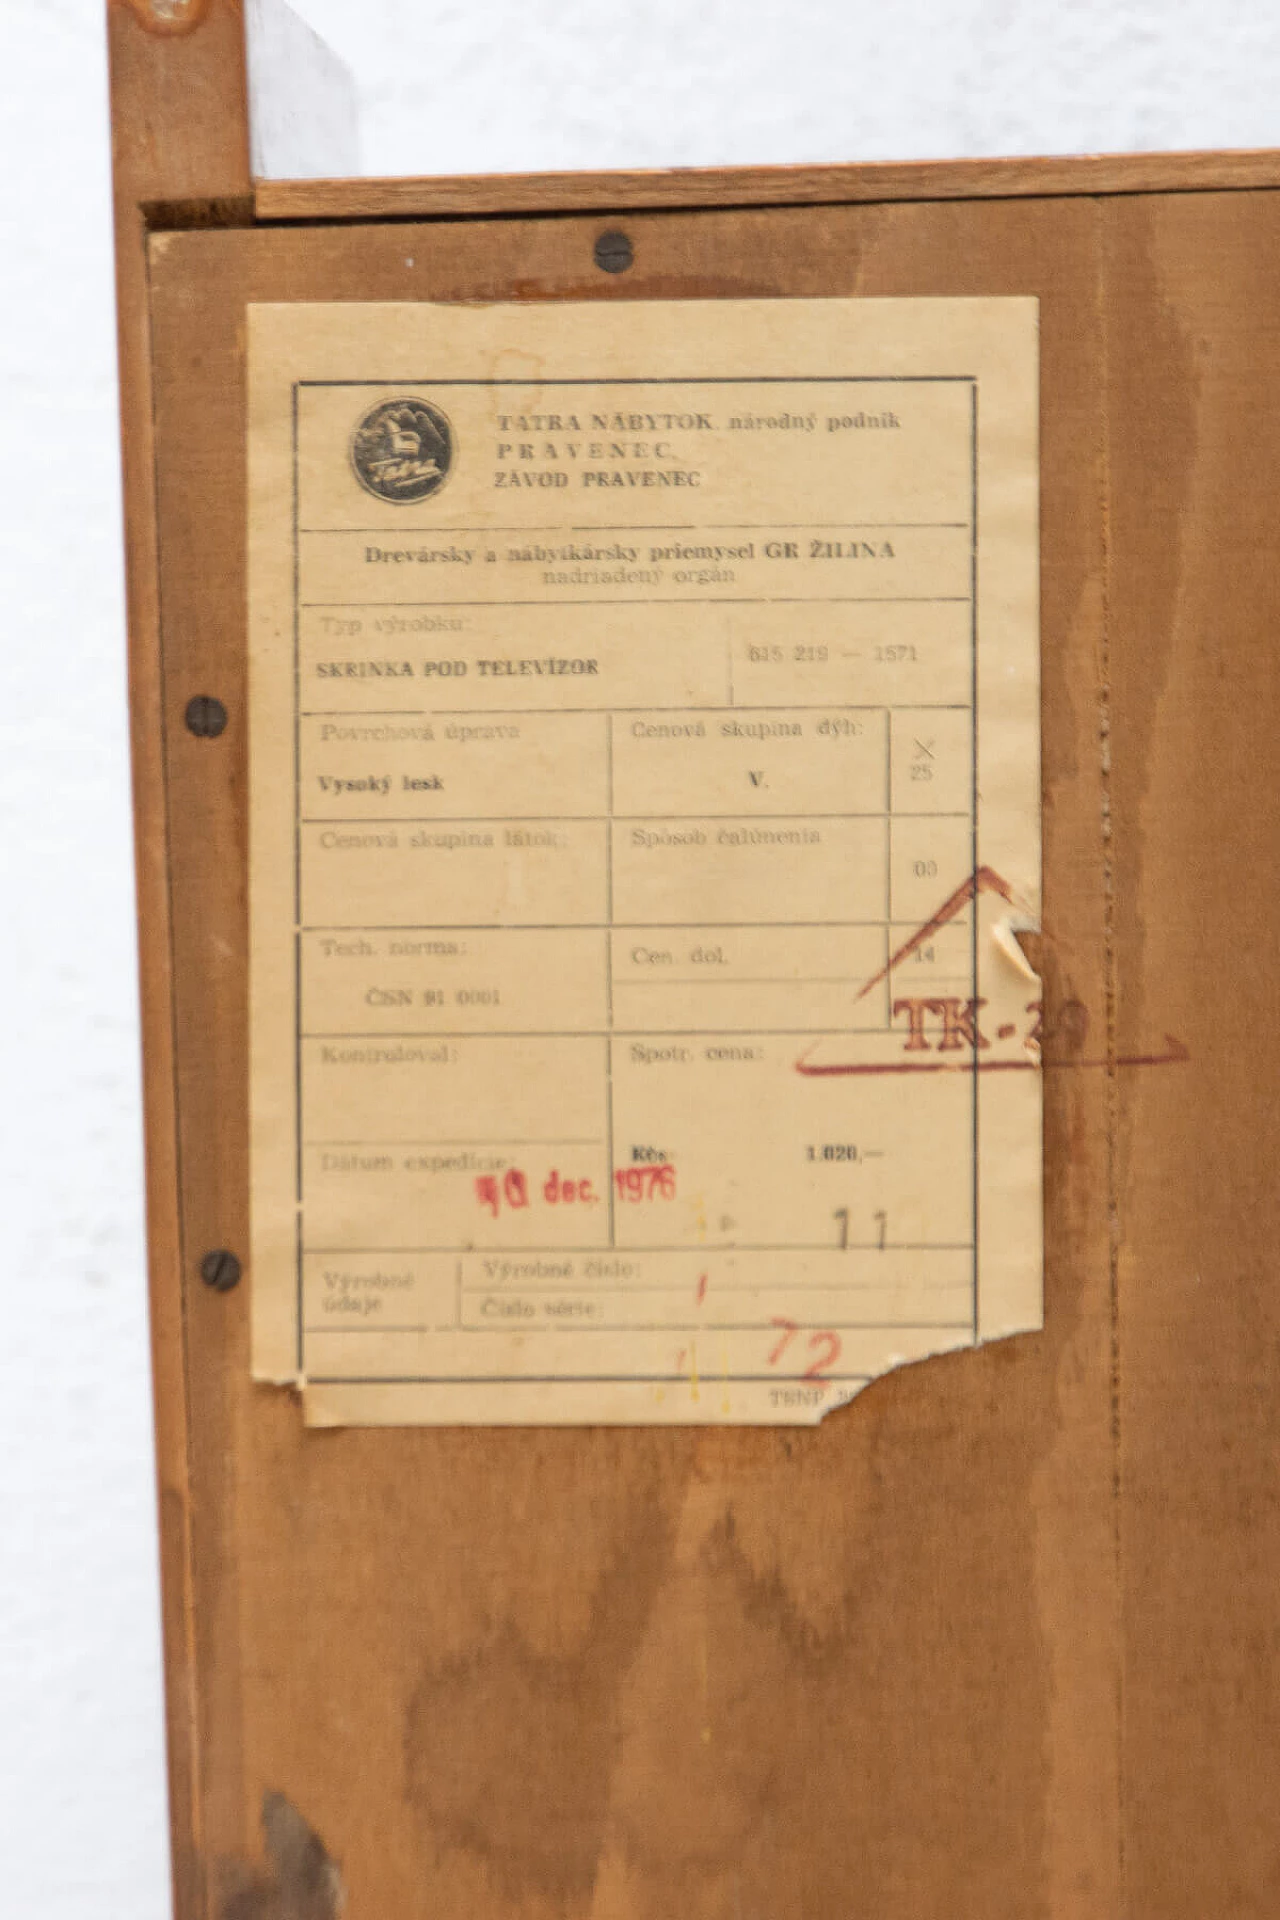 TATRA NÁBYTOK národný podnik
PRAVENEC,
ZÁVOD PRAVENEC
Drevársky a nábytkársky priemysel GR ŽILINA
nadriadený orgán
Typ výrobku:
SKRINKA POD TELEVÍZOR
615 219 — 1571
Povrchová úprava
Vysoký lesk
Cenová skupina dýh:
V.
25
Cenová skupina látok:
Spôsob čalúnenia
00
Tech. norma:
ČSN 91 0001
Cen. dol.
14
TK-39
Kontroloval:
Spotr. cena:
Kčs: 1.020,—
Dátum expedície:
dec. 1976
11
Výrobné údaje
Výrobné číslo:
Číslo série:
72